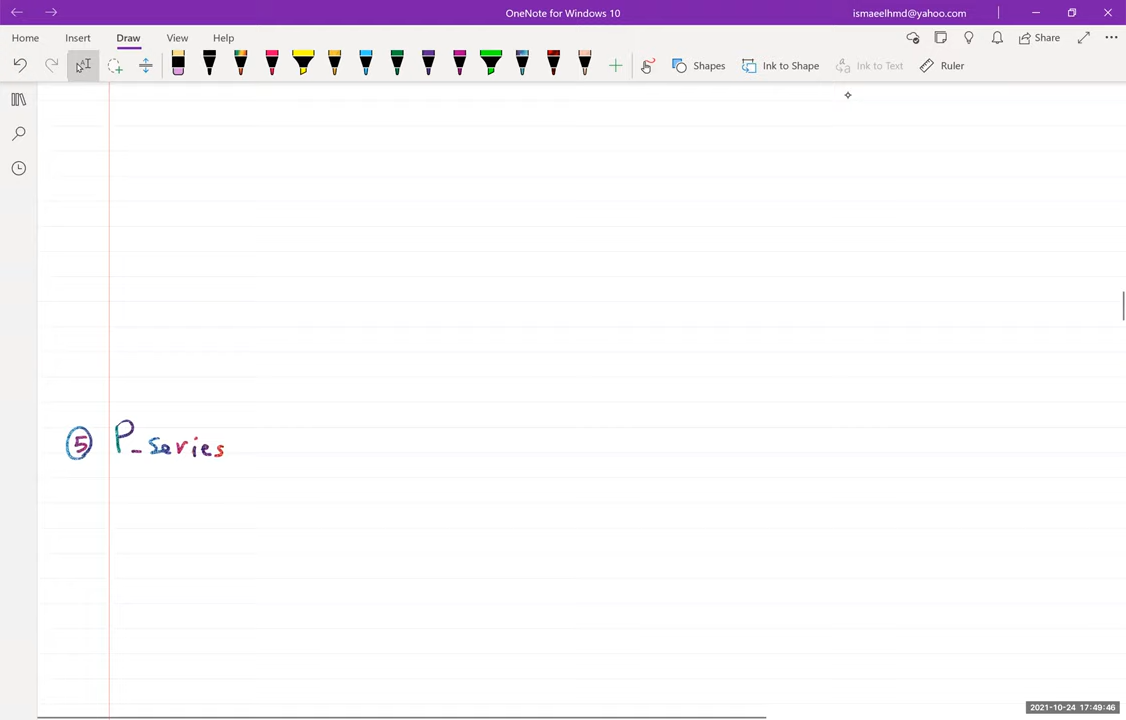 OneNote for Windows 10
ismaeelhmd@yahoo.com
Home
Insert
Draw
View
Help
Share
Shapes
Ink to Shape
Ink to Text
Ruler
5 P_series
2021-10-24 17:49:46